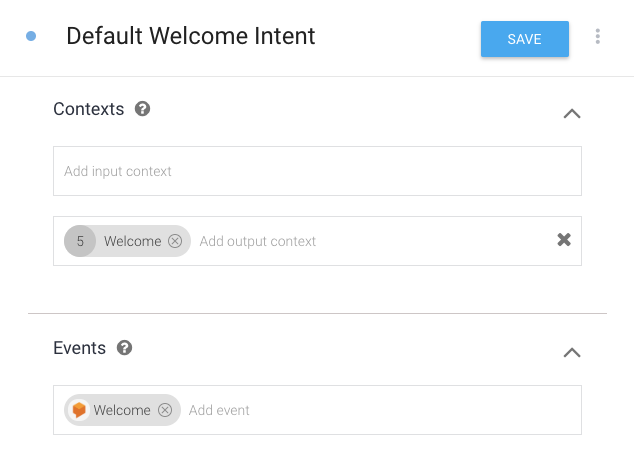 Default Welcome Intent
SAVE
Contexts ?
Add input context
5 Welcome Add output context
Events ?
Welcome Add event